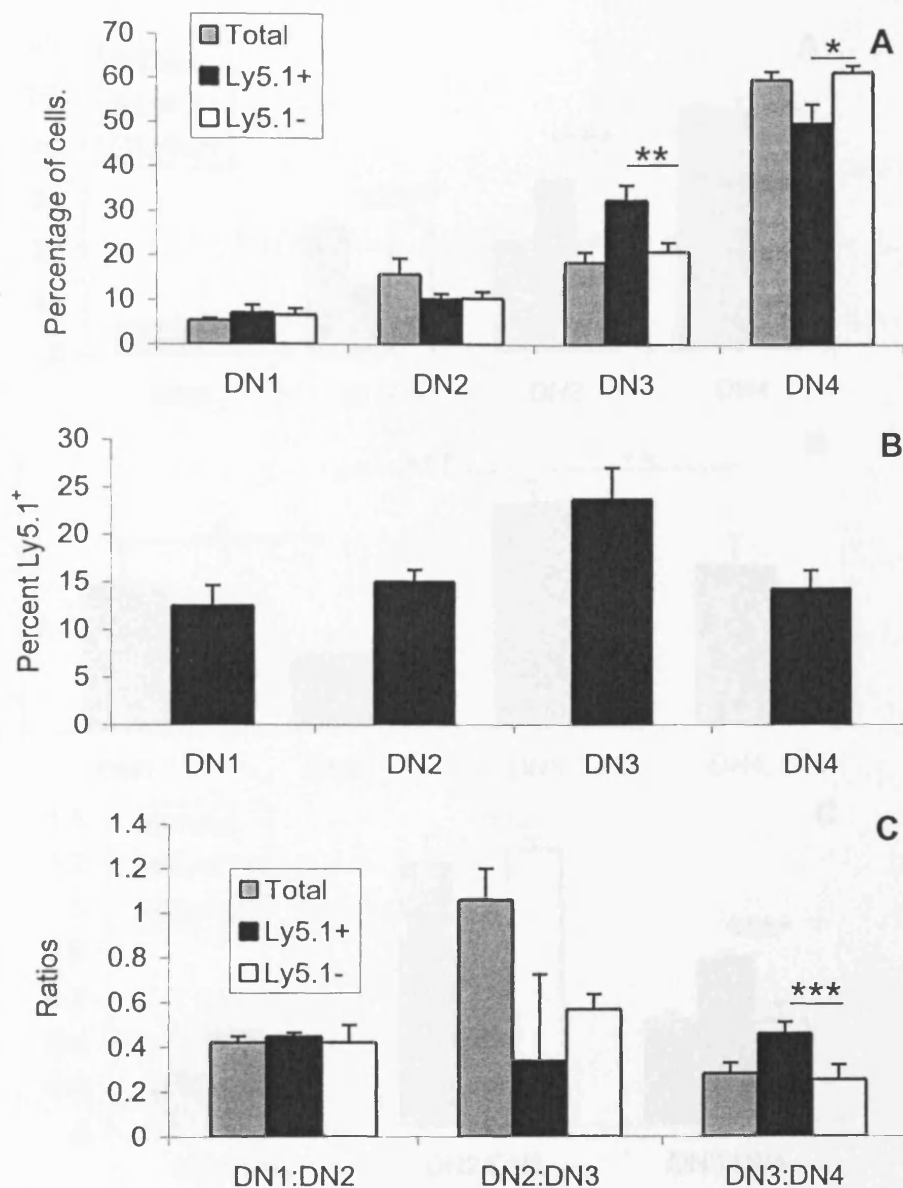 A
Percentage of cells.
70
60
50
40
30
20
10
0
Total
Ly5.1+
Ly5.1-
**
*
DN1 DN2 DN3 DN4
B
Percent Ly5.1+
30
25
20
15
10
5
0
DN1 DN2 DN3 DN4
C
Ratios
1.4
1.2
1
0.8
0.6
0.4
0.2
0
Total
Ly5.1+
Ly5.1-
***
DN1:DN2 DN2:DN3 DN3:DN4